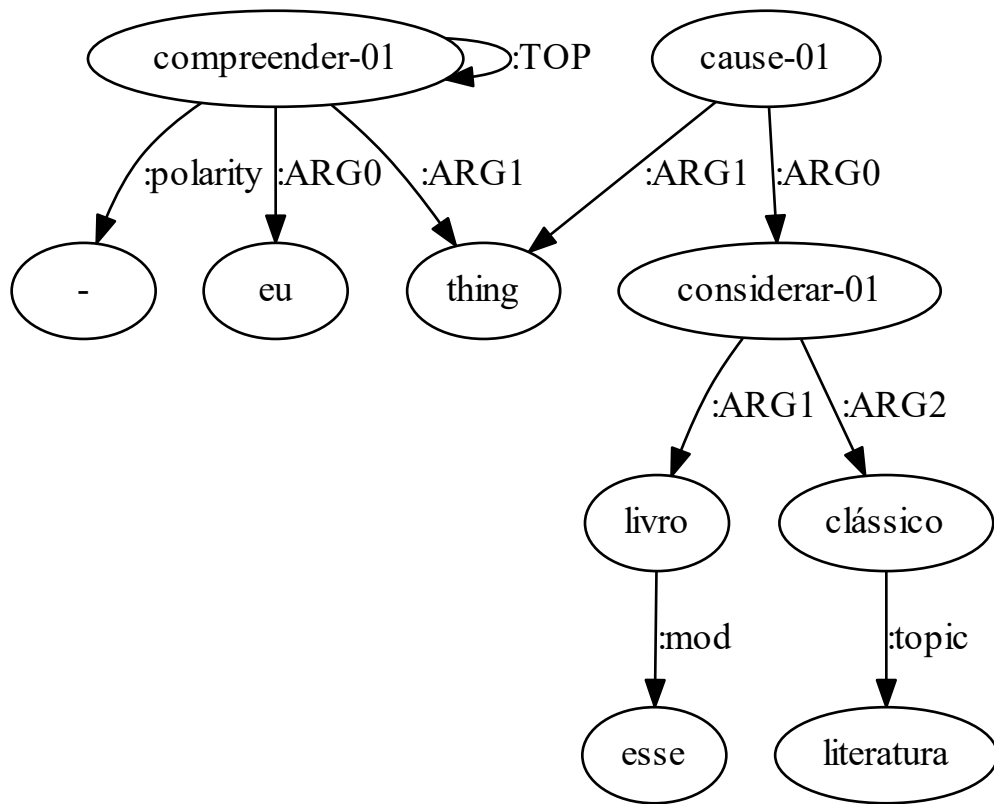 compreender-01 :TOP cause-01
:polarity :ARG0 :ARG1 :ARG1 :ARG0
- eu thing considerar-01
:ARG1 :ARG2
livro clássico
:mod :topic
esse literatura